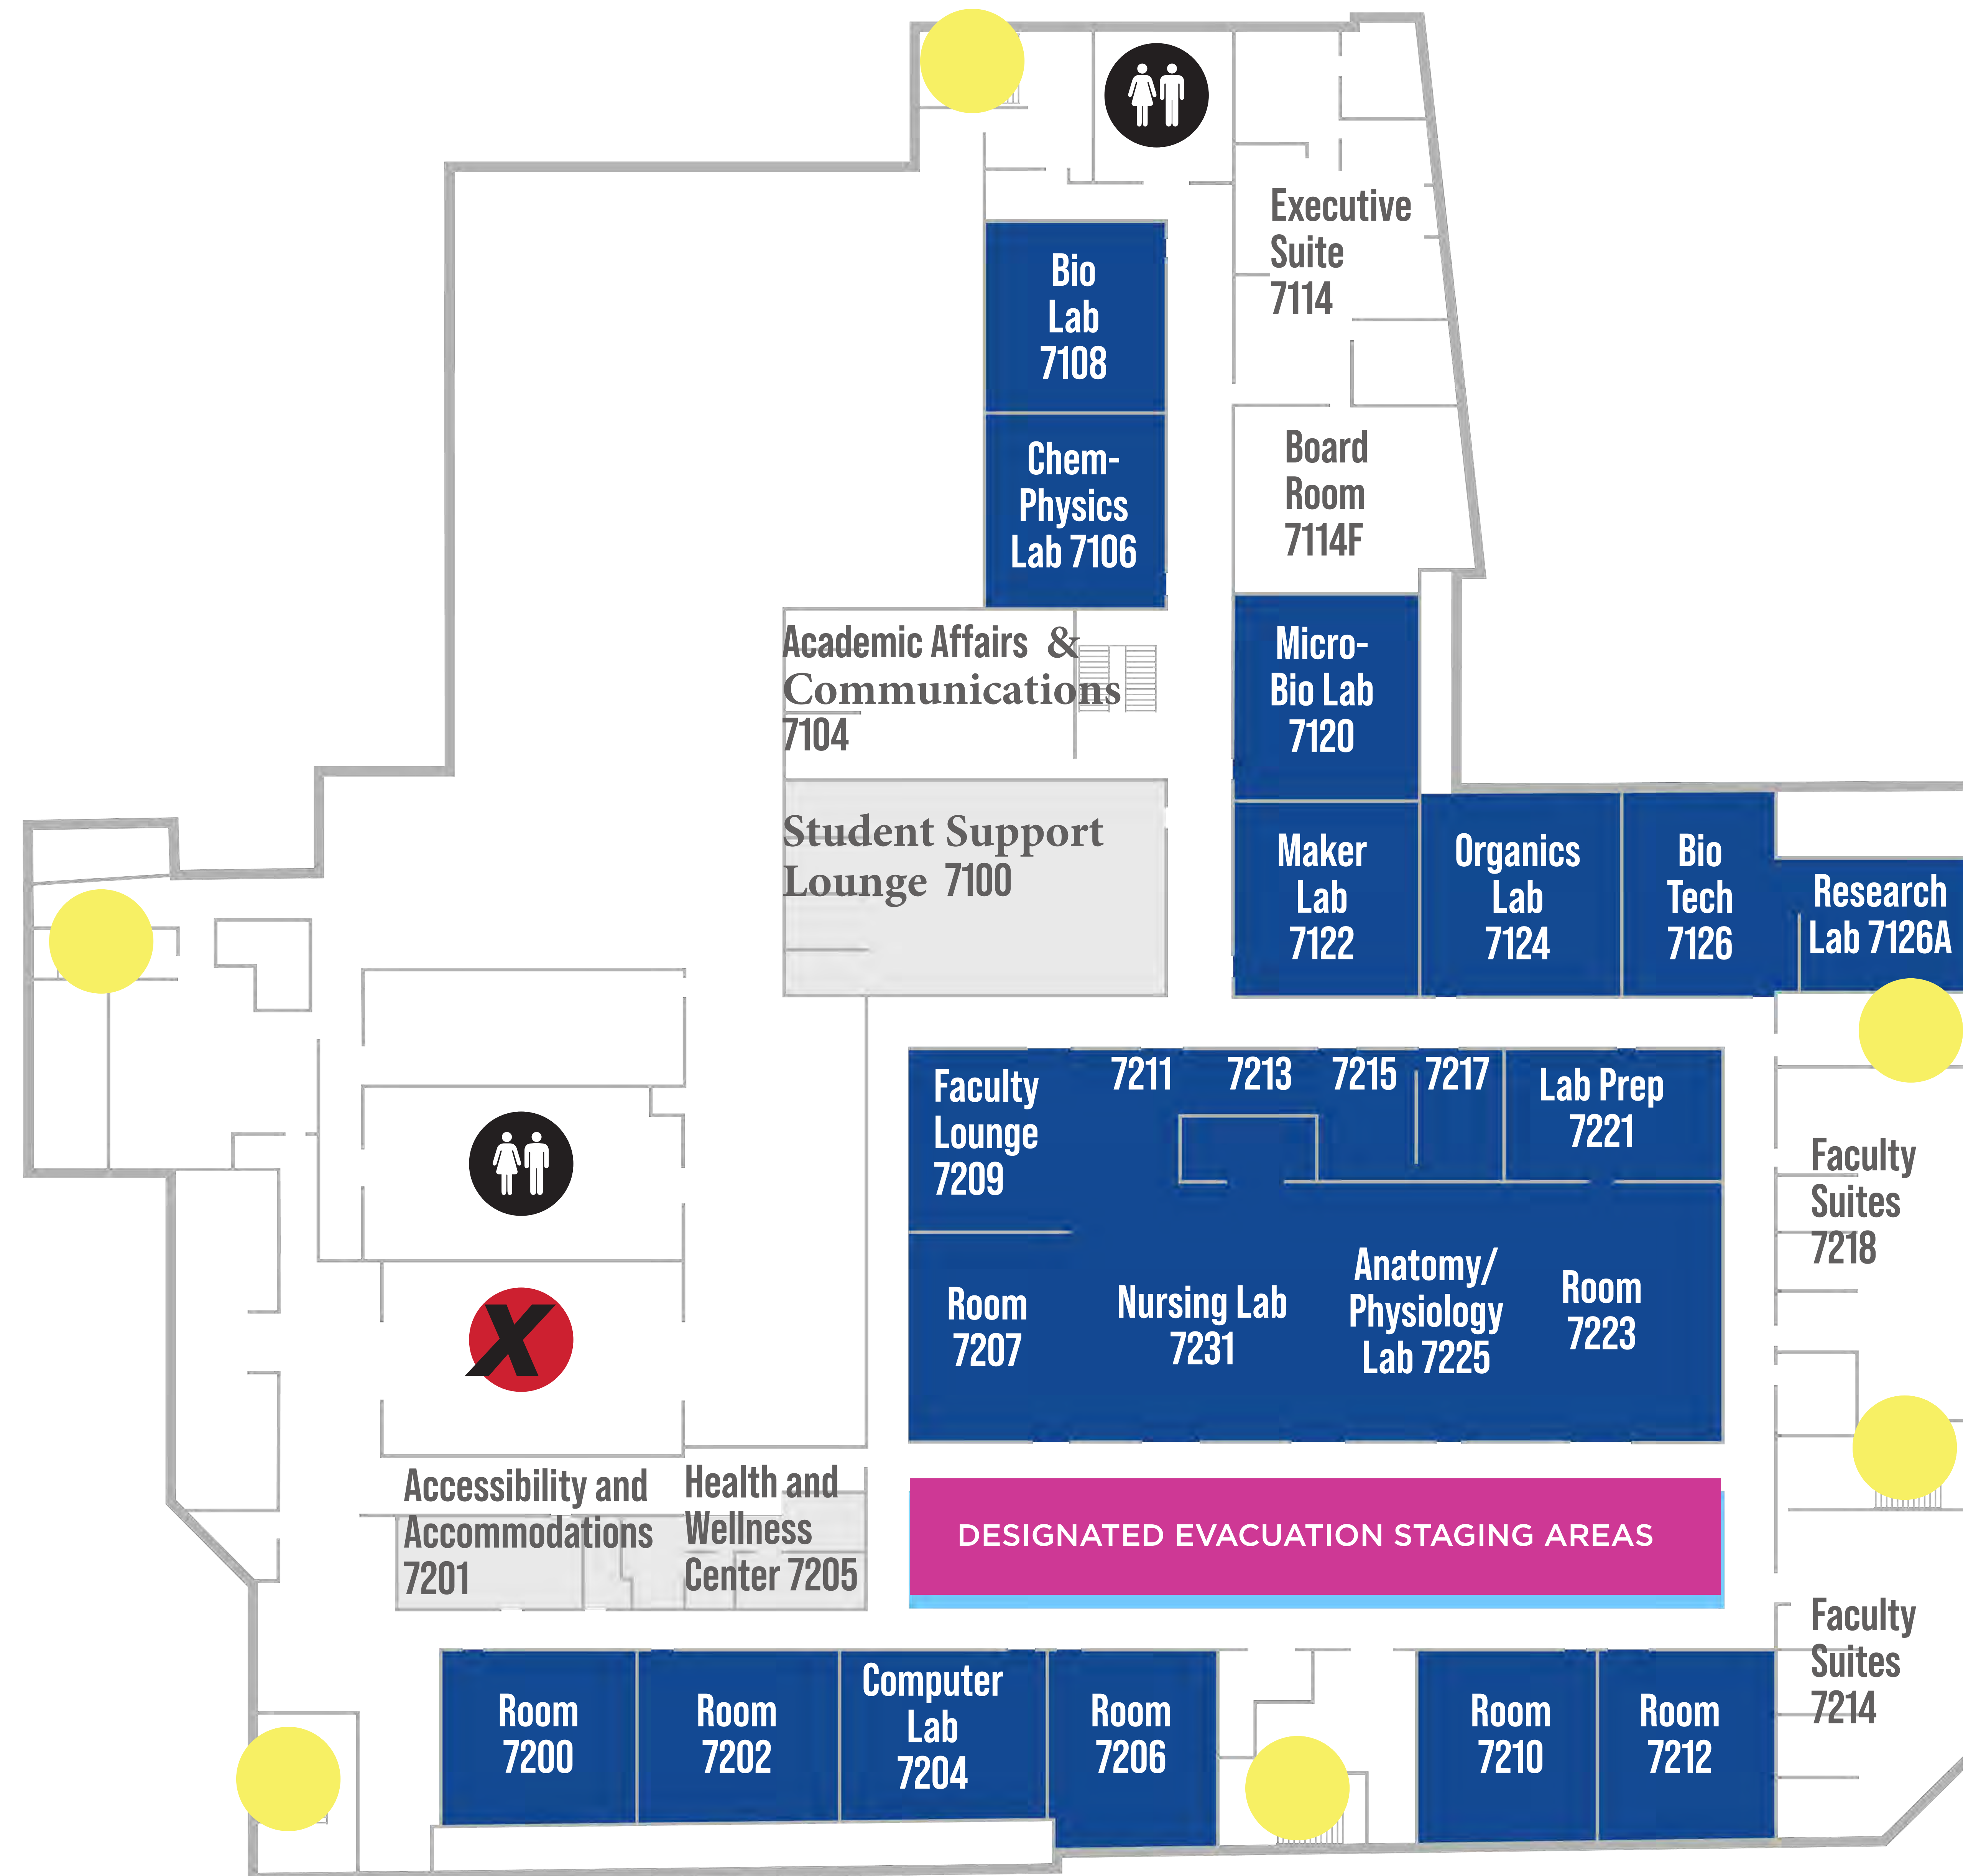 Executive
Suite
7114
Bio
Lab
7108
Chem-
Physics
Lab 7106
Board
Room
7114F
Academic Affairs &
Communications
7104
Micro-
Bio Lab
7120
Student Support
Lounge 7100
Maker
Lab
7122
Organics
Lab
7124
Bio
Tech
7126
Research
Lab 7126A
Faculty
Lounge
7209
7211
7213
7215
7217
Lab Prep
7221
Faculty
Suites
7218
X
Room
7207
Nursing Lab
7231
Anatomy/
Physiology
Lab 7225
Room
7223
Accessibility and
Accommodations
7201
Health and
Wellness
Center 7205
DESIGNATED EVACUATION STAGING AREAS
Faculty
Suites
7214
Room
7200
Room
7202
Computer
Lab
7204
Room
7206
Room
7210
Room
7212